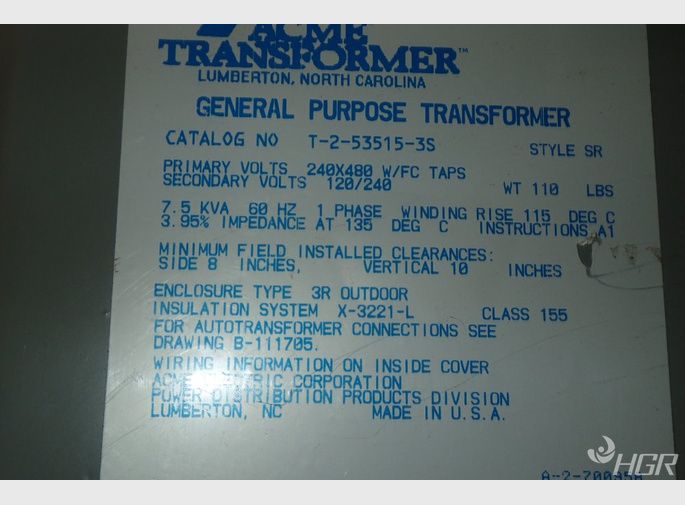 ACME
TRANSFORMER™
LUMBERTON, NORTH CAROLINA
GENERAL PURPOSE TRANSFORMER
CATALOG NO T-2-53515-3S STYLE SR
PRIMARY VOLTS 240X480 W/FC TAPS
SECONDARY VOLTS 120/240 WT 110 LBS
7.5 KVA 60 HZ 1 PHASE WINDING RISE 115 DEG C
3.95% IMPEDANCE AT 135 DEG C INSTRUCTIONS A1
MINIMUM FIELD INSTALLED CLEARANCES:
SIDE 8 INCHES, VERTICAL 10 INCHES
ENCLOSURE TYPE 3R OUTDOOR
INSULATION SYSTEM X-3221-L CLASS 155
FOR AUTOTRANSFORMER CONNECTIONS SEE
DRAWING B-111705.
WIRING INFORMATION ON INSIDE COVER
ACME ELECTRIC CORPORATION
POWER DISTRIBUTION PRODUCTS DIVISION
LUMBERTON, NC MADE IN U.S.A.
HGR